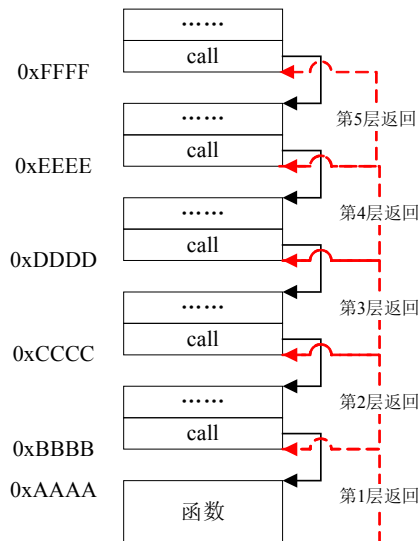 ……
call
0xFFFF
第5层返回
……
call
0xEEEE
第4层返回
……
call
0xDDDD
第3层返回
……
call
0xCCCC
第2层返回
……
call
0xBBBB
0xAAAA
第1层返回
函数